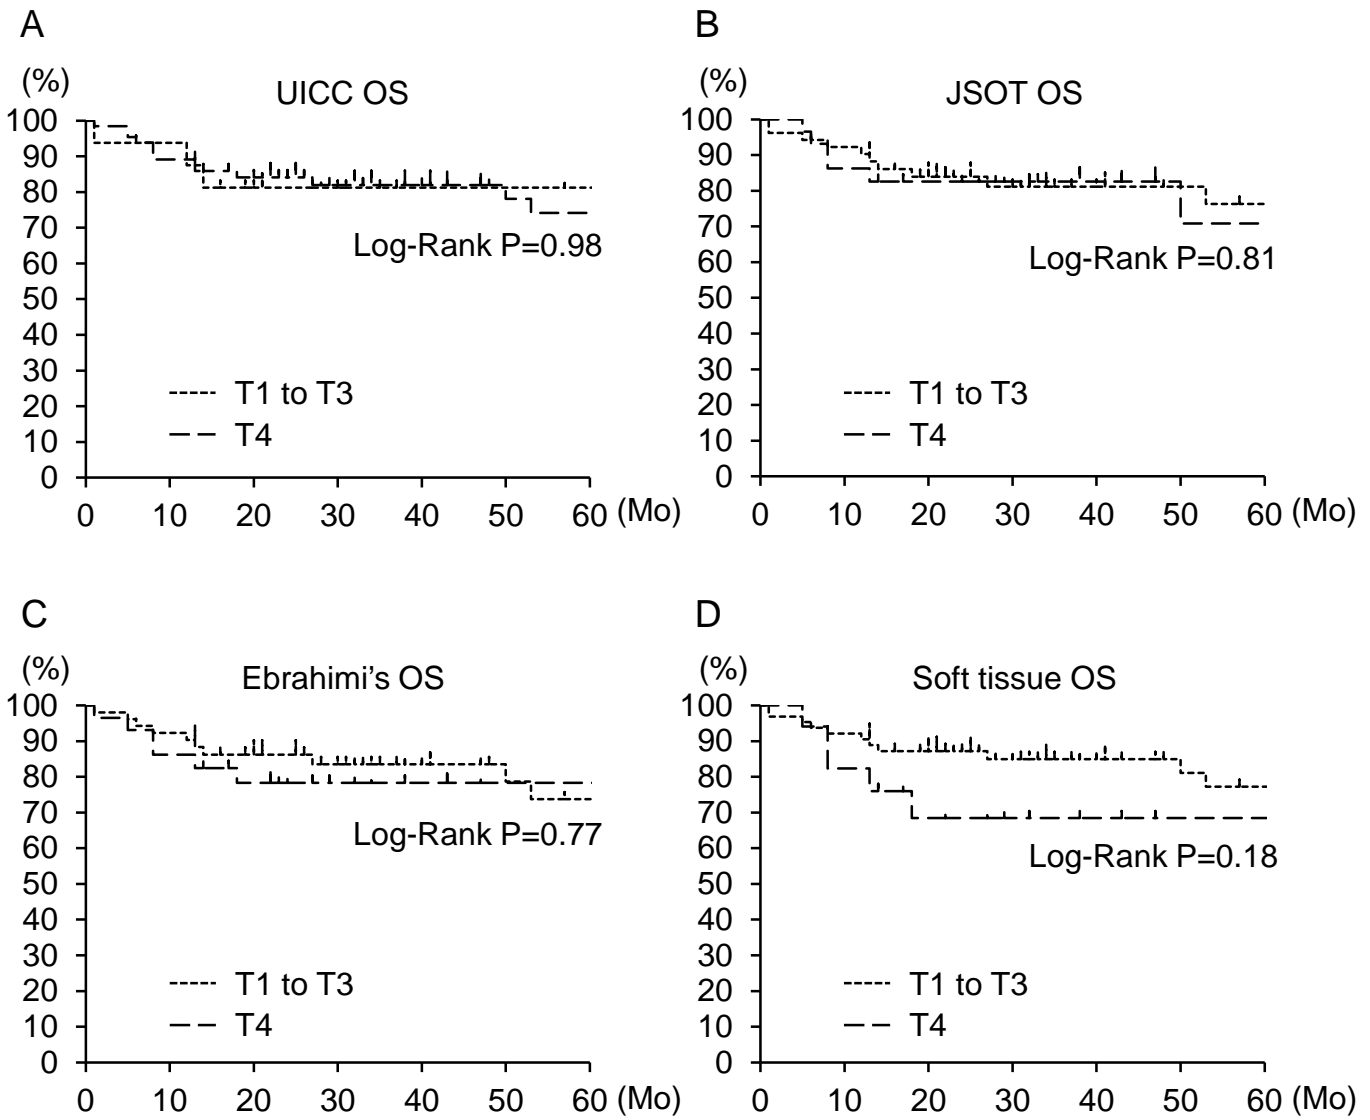 A
(%)
UICC OS
100
90
80
70
60
50
40
30
20
10
0
Log-Rank P=0.98
T1 to T3
T4
0 10 20 30 40 50 60 (Mo)
B
(%)
JSOT OS
100
90
80
70
60
50
40
30
20
10
0
Log-Rank P=0.81
T1 to T3
T4
0 10 20 30 40 50 60 (Mo)
C
(%)
Ebrahimi’s OS
100
90
80
70
60
50
40
30
20
10
0
Log-Rank P=0.77
T1 to T3
T4
0 10 20 30 40 50 60 (Mo)
D
(%)
Soft tissue OS
100
90
80
70
60
50
40
30
20
10
0
Log-Rank P=0.18
T1 to T3
T4
0 10 20 30 40 50 60 (Mo)